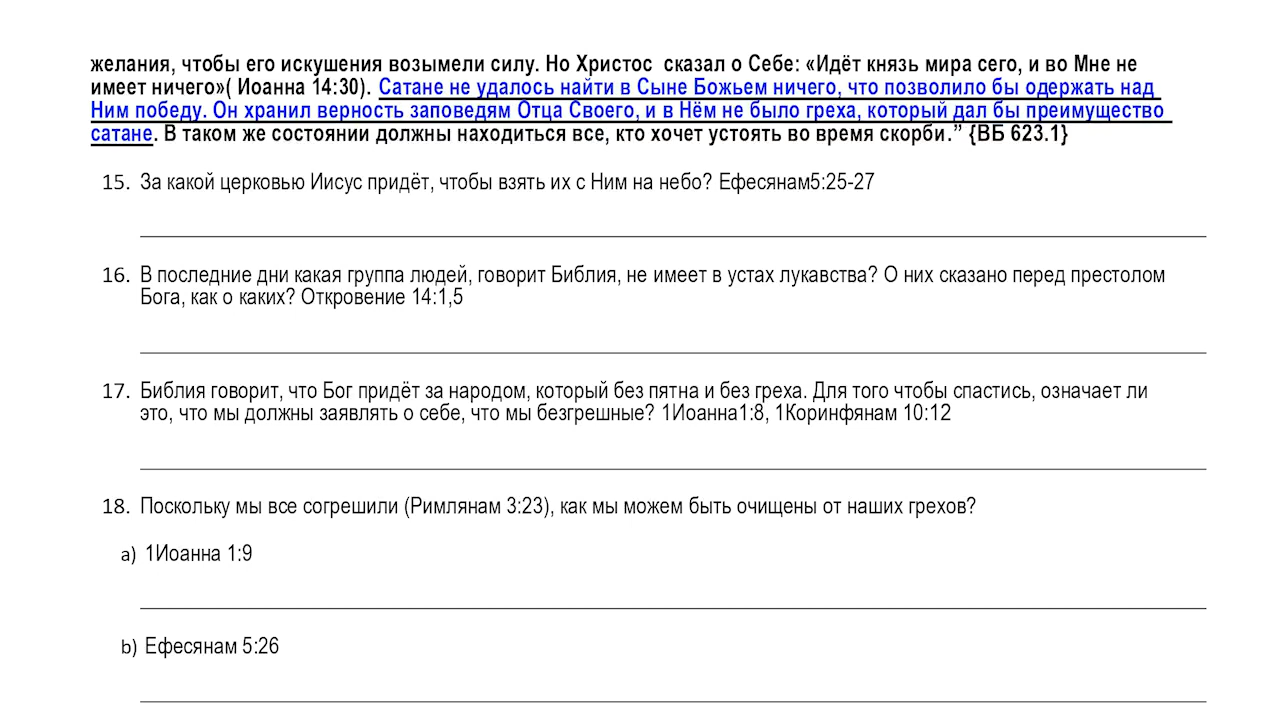 желания, чтобы его искушения возымели силу. Но Христос  сказал о Себе: «Идёт князь мира сего, и во Мне не
имеет ничего»( Иоанна 14:30). Сатане не удалось найти в Сыне Божьем ничего, что позволило бы одержать над
Ним победу. Он хранил верность заповедям Отца Своего, и в Нём не было греха, который дал бы преимущество
сатане. В таком же состоянии должны находиться все, кто хочет устоять во время скорби.” {ВБ 623.1}
15. За какой церковью Иисус придёт, чтобы взять их с Ним на небо? Ефесянам5:25-27
16. В последние дни какая группа людей, говорит Библия, не имеет в устах лукавства? О них сказано перед престолом
Бога, как о каких? Откровение 14:1,5
17. Библия говорит, что Бог придёт за народом, который без пятна и без греха. Для того чтобы спастись, означает ли
это, что мы должны заявлять о себе, что мы безгрешные? 1Иоанна1:8, 1Коринфянам 10:12
18. Поскольку мы все согрешили (Римлянам 3:23), как мы можем быть очищены от наших грехов?
a) 1Иоанна 1:9
b) Ефесянам 5:26